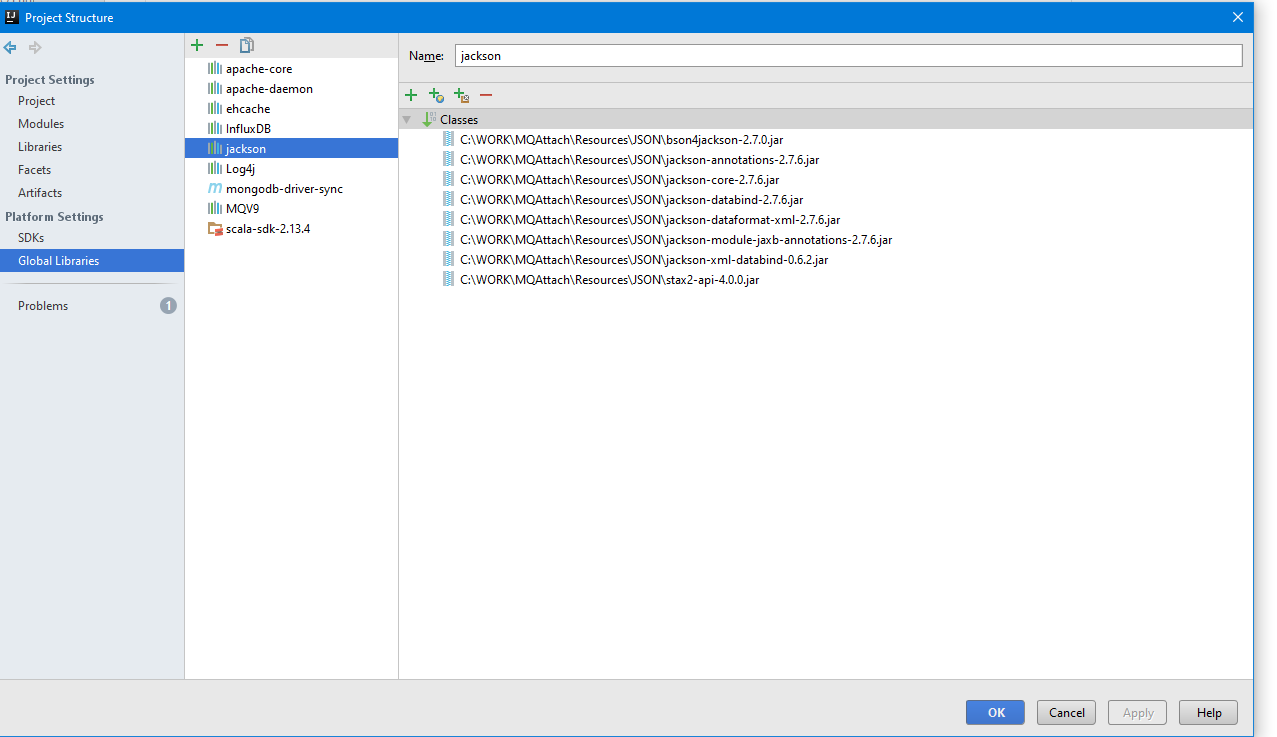 Project Structure
Project Settings
Project
Modules
Libraries
Facets
Artifacts
Platform Settings
SDKs
Global Libraries
Problems 1
apache-core
apache-daemon
ehcache
InfluxDB
jackson
Log4j
mongodb-driver-sync
MQV9
scala-sdk-2.13.4
Name: jackson
Classes
C:\WORK\MQAttach\Resources\JSON\bson4jackson-2.7.0.jar
C:\WORK\MQAttach\Resources\JSON\jackson-annotations-2.7.6.jar
C:\WORK\MQAttach\Resources\JSON\jackson-core-2.7.6.jar
C:\WORK\MQAttach\Resources\JSON\jackson-databind-2.7.6.jar
C:\WORK\MQAttach\Resources\JSON\jackson-dataformat-xml-2.7.6.jar
C:\WORK\MQAttach\Resources\JSON\jackson-module-jaxb-annotations-2.7.6.jar
C:\WORK\MQAttach\Resources\JSON\jackson-xml-databind-0.6.2.jar
C:\WORK\MQAttach\Resources\JSON\stax2-api-4.0.0.jar
OK Cancel Apply Help